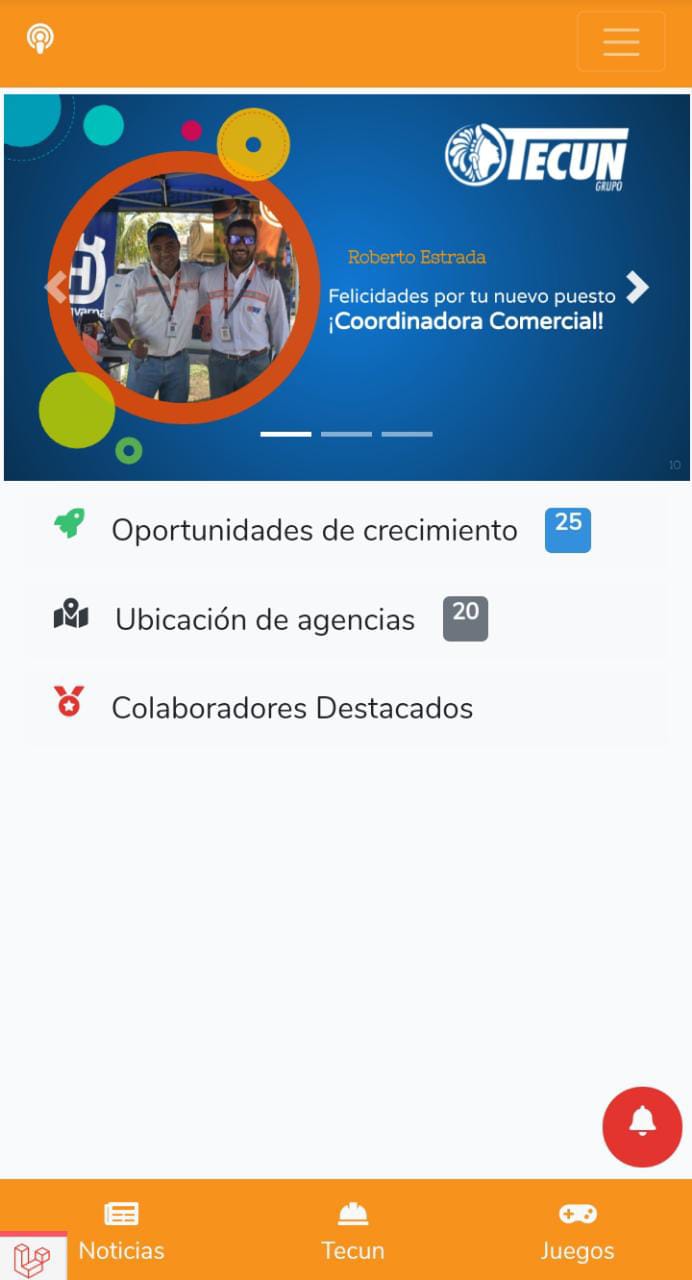 TECUN
GRUPO
Roberto Estrada
Felicidades por tu nuevo puesto
¡Coordinadora Comercial!
H
10
Oportunidades de crecimiento 25
Ubicación de agencias 20
Colaboradores Destacados
Noticias Tecun Juegos